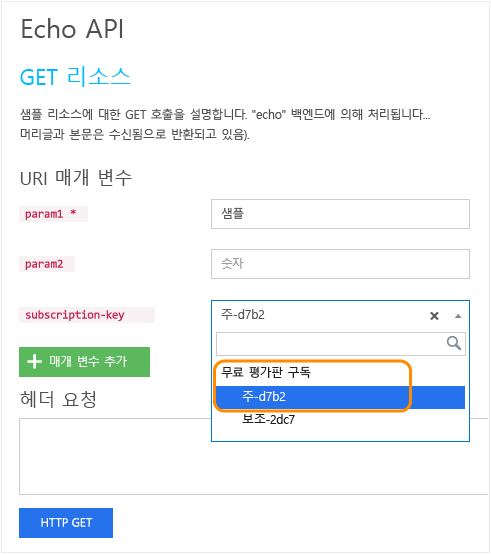 Echo API
GET 리소스
샘플 리소스에 대한 GET 호출을 설명합니다. "echo" 백엔드에 의해 처리됩니다...
머리글과 본문은 수신됨으로 반환되고 있음).
URI 매개 변수
param1 * 샘플
param2 숫자
subscription-key 주-d7b2
매개 변수 추가
무료 평가판 구독
주-d7b2
보조-2dc7
헤더 요청
HTTP GET